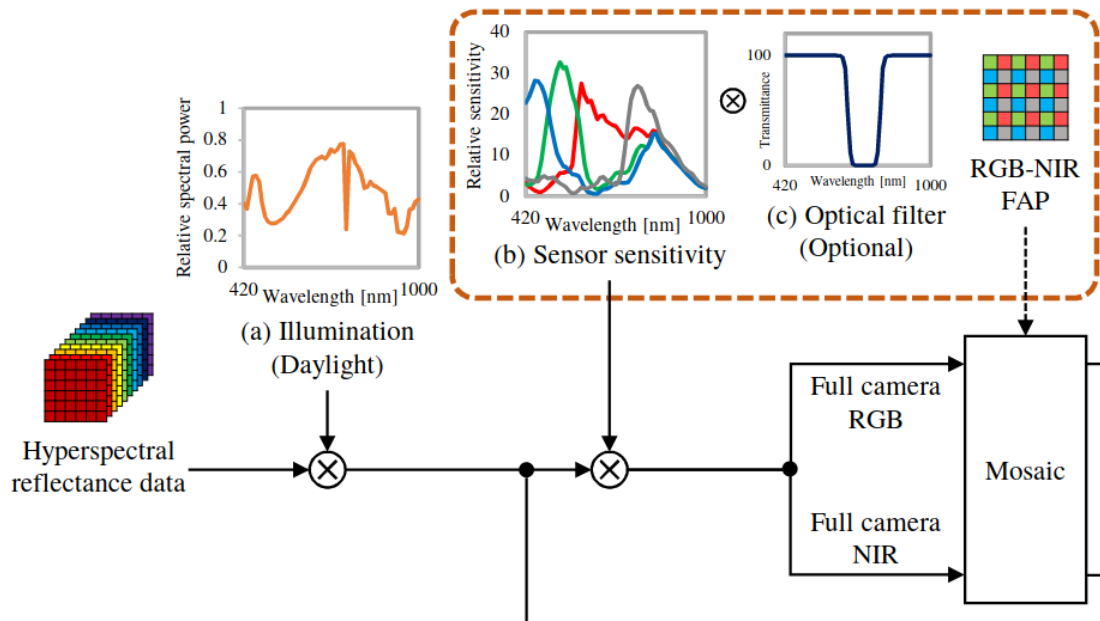 Relative spectral power
1
0.8
0.6
0.4
0.2
0
420
Wavelength [nm]
1000
(a) Illumination
(Daylight)
Relative sensitivity
40
30
20
10
0
420
Wavelength [nm]
1000
(b) Sensor sensitivity
Transmittance
100
0
420
Wavelength [nm]
1000
(c) Optical filter
(Optional)
RGB-NIR
FAP
Hyperspectral
reflectance data
Full camera
RGB
Full camera
NIR
Mosaic